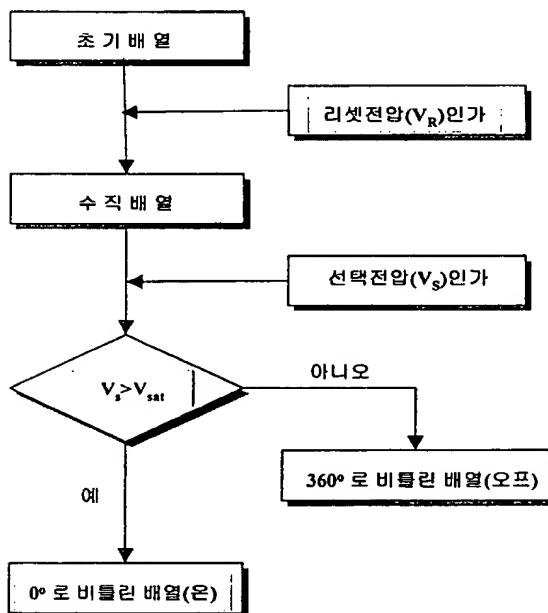 초 기 배 열
리셋전압(V_R)인가
수 직 배 열
선택전압(V_S)인가
V_s>V_sat
아니오
360° 로 비틀린 배열(오프)
예
0° 로 비틀린 배열(온)